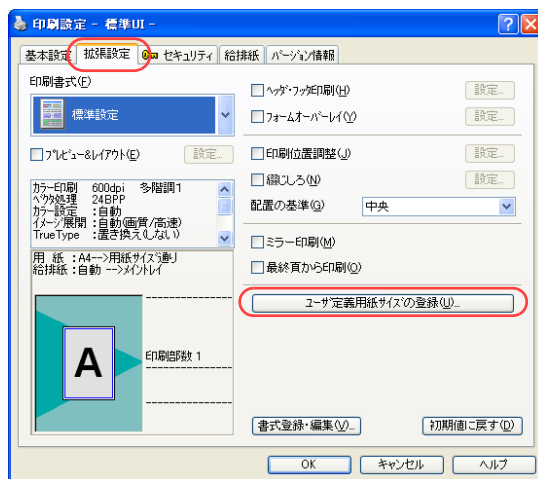 印刷設定 - 標準UI -
基本設定 拡張設定 セキュリティ 給排紙 バージョン情報
印刷書式(F)
標準設定
プレビュー&レイアウト(E) 設定...
カラー印刷 600dpi 多階調1
ベクタ処理 24BPP
カラー設定 :自動
イメージ展開 :自動(画質/高速)
TrueType :置き換え(しない)
用 紙 :A4-->用紙サイズ通り
給排紙 :自動 -->メイントレイ
A
印刷部数 1
ヘッダ・フッタ印刷(H) 設定...
フォームオーバーレイ(Y) 設定...
印刷位置調整(J) 設定...
綴じしろ(N) 設定...
配置の基準(G) 中央
ミラー印刷(M)
最終頁から印刷(O)
ユーザ定義用紙サイズの登録(U)...
書式登録・編集(V)... 初期値に戻す(D)
OK キャンセル ヘルプ